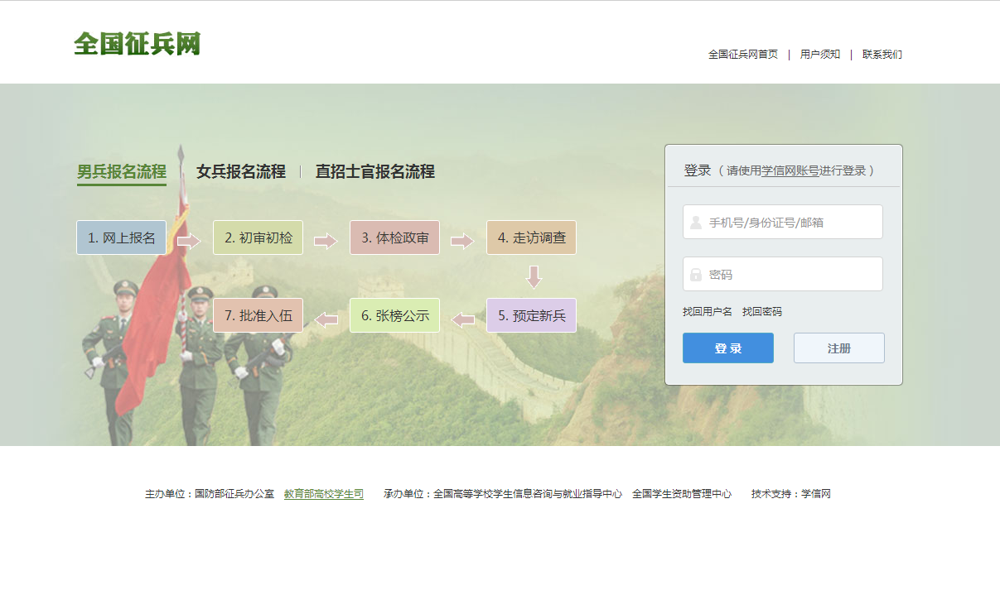 全国征兵网
全国征兵网首页 | 用户须知 | 联系我们
男兵报名流程 | 女兵报名流程 | 直招士官报名流程
1. 网上报名
2. 初审初检
3. 体检政审
4. 走访调查
5. 预定新兵
6. 张榜公示
7. 批准入伍
登录（请使用学信网账号进行登录）
手机号/身份证号/邮箱
密码
找回用户名 找回密码
登 录 注册
主办单位：国防部征兵办公室 教育部高校学生司 承办单位：全国高等学校学生信息咨询与就业指导中心 全国学生资助管理中心 技术支持：学信网